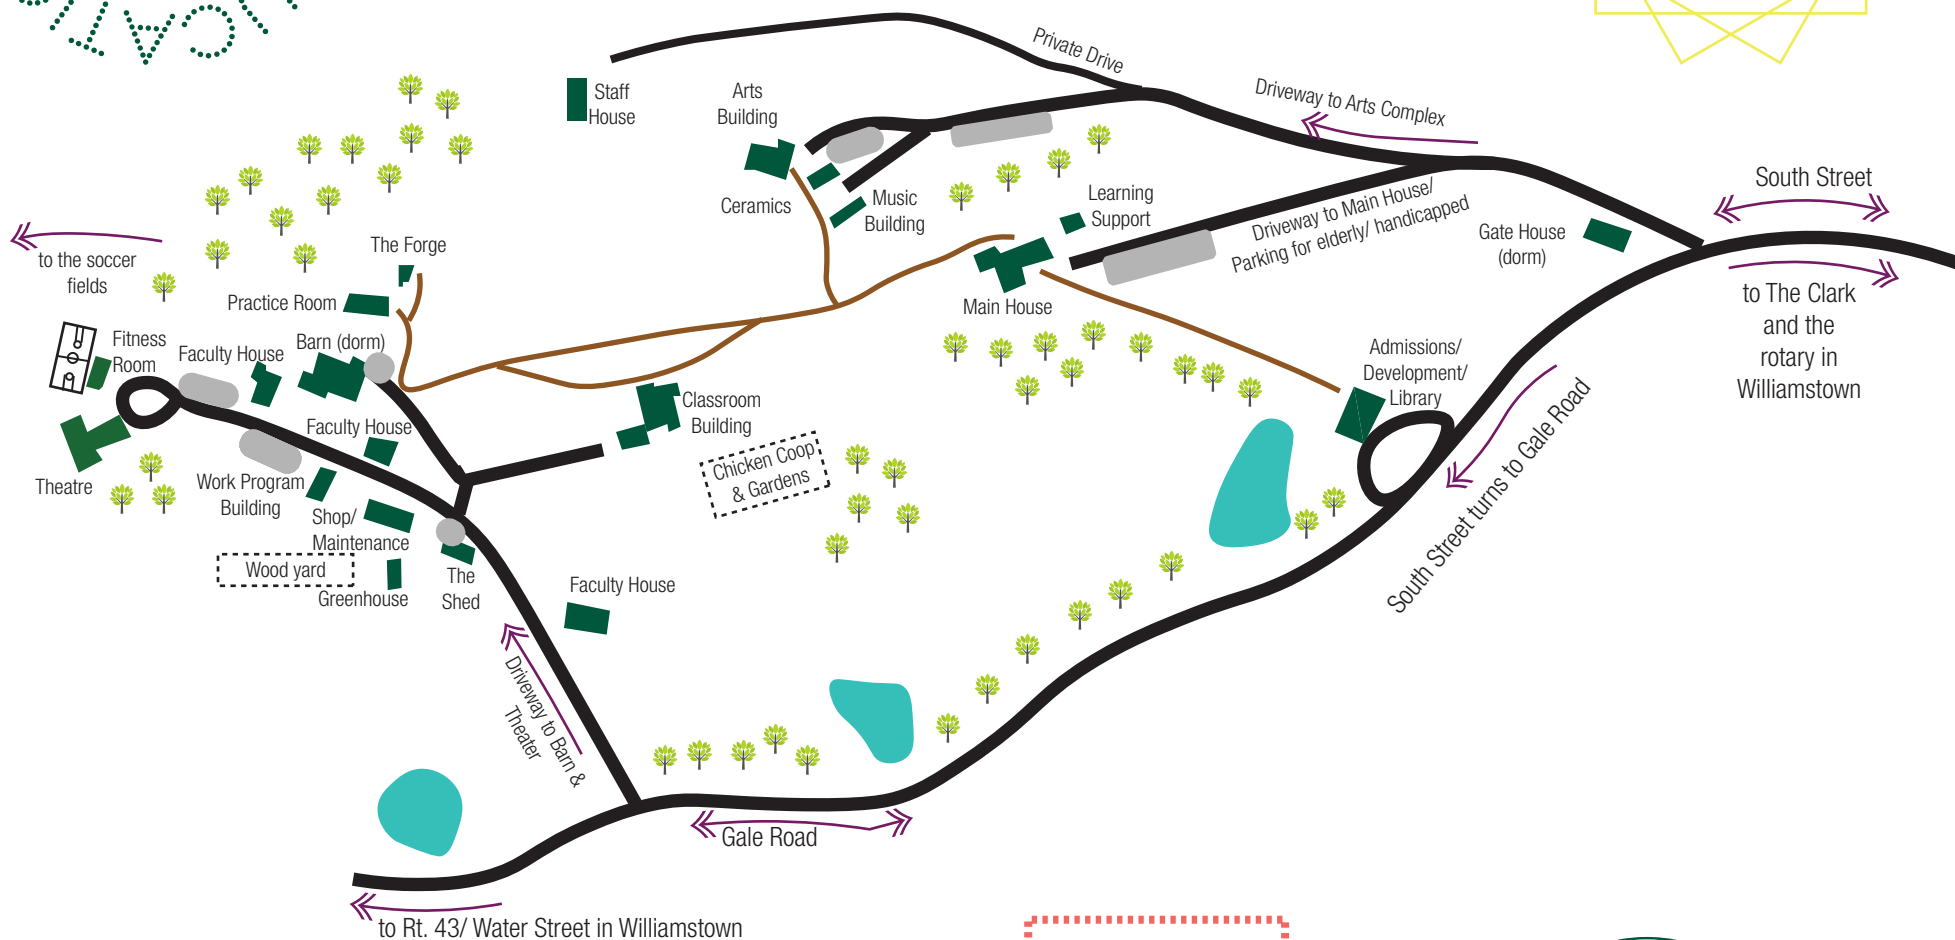 Private Drive
Driveway to Arts Complex
Staff
House
Arts
Building
South Street
Ceramics
Music
Building
Learning
Support
Driveway to Main House/
Parking for elderly/ handicapped
Gate House
(dorm)
to the soccer
fields
The Forge
Practice Room
Main House
to The Clark
and the
rotary in
Williamstown
Fitness
Room
Faculty House
Barn (dorm)
Admissions/
Development/
Library
Classroom
Building
Faculty House
Chicken Coop
& Gardens
South Street turns to Gale Road
Theatre
Work Program
Building
Shop/
Maintenance
Wood yard
Greenhouse
The
Shed
Faculty House
Driveway to Barn &
Theater
Gale Road
to Rt. 43/ Water Street in Williamstown